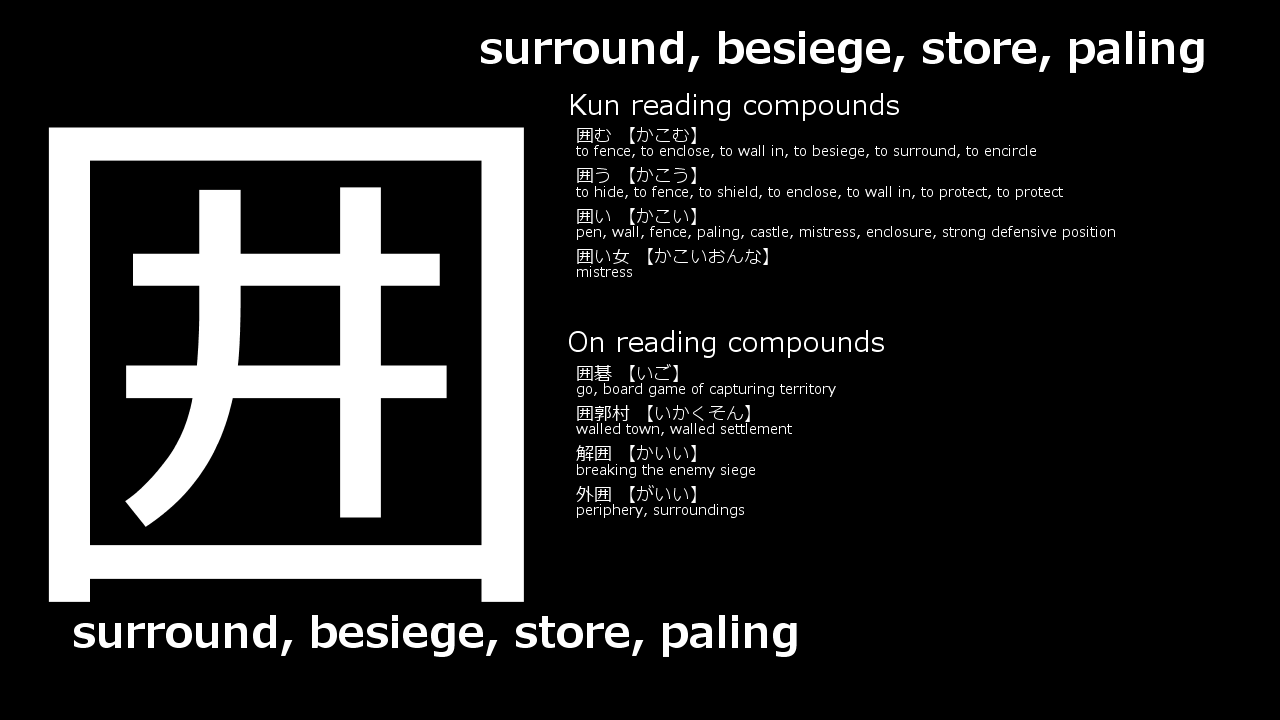 surround, besiege, store, paling
囲
Kun reading compounds
囲む 【かこむ】
to fence, to enclose, to wall in, to besiege, to surround, to encircle
囲う 【かこう】
to hide, to fence, to shield, to enclose, to wall in, to protect, to protect
囲い 【かこい】
pen, wall, fence, paling, castle, mistress, enclosure, strong defensive position
囲い女 【かこいおんな】
mistress
On reading compounds
囲碁 【いご】
go, board game of capturing territory
囲郭村 【いかくそん】
walled town, walled settlement
解囲 【かいい】
breaking the enemy siege
外囲 【がいい】
periphery, surroundings
surround, besiege, store, paling